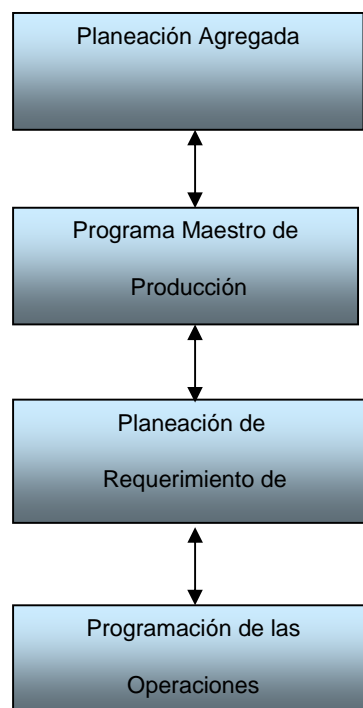 Planeación Agregada
Programa Maestro de
Producción
Planeación de
Requerimiento de
Programación de las
Operaciones